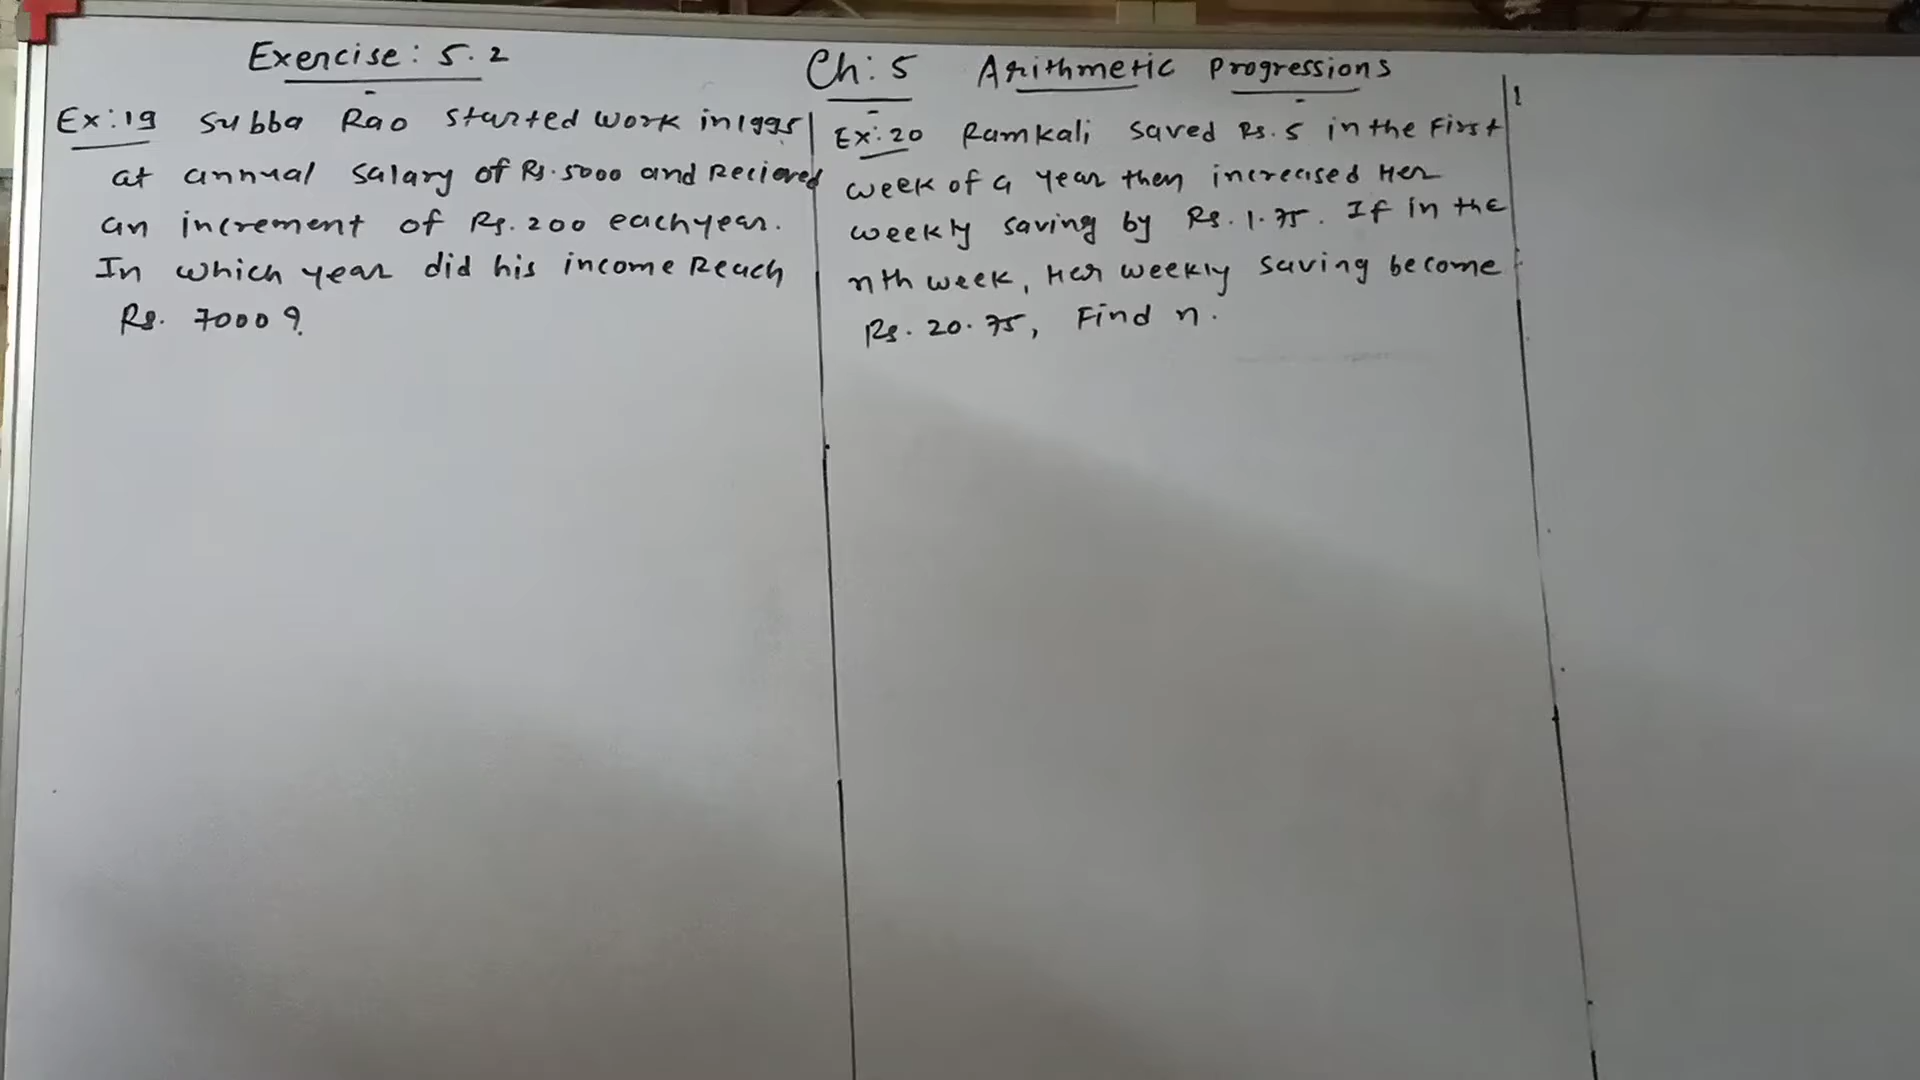 Exercise: 5.2
Ch: 5 Arithmetic Progressions
Ex: 19 Subba Rao started work in 1995
at annual salary of Rs. 5000 and Recieved
an increment of Rs. 200 each year.
In which year did his income Reach
Rs. 7000?
Ex: 20 Ramkali saved Rs. 5 in the First
week of a year then increased Her
weekly saving by Rs. 1.75. If in the
nth week, Her weekly saving become
Rs. 20.75, Find n.